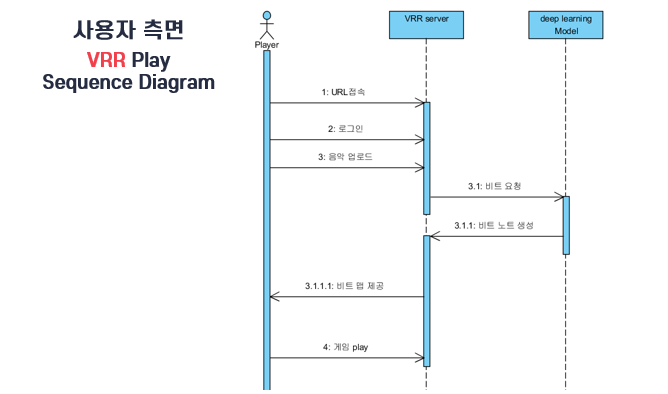 사용자 측면
VRR Play
Sequence Diagram
Player
VRR server
deep learning
Model
1: URL접속
2: 로그인
3: 음악 업로드
3.1: 비트 요청
3.1.1: 비트 노트 생성
3.1.1.1: 비트 맵 제공
4: 게임 play